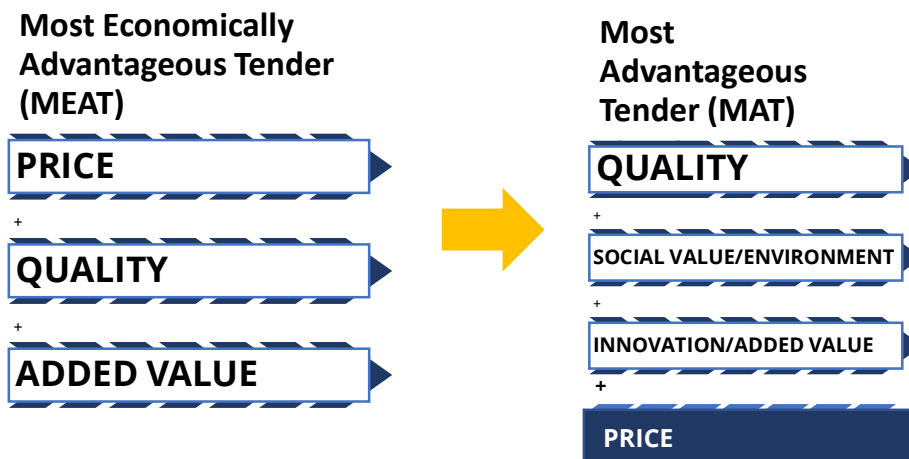 Most Economically
Advantageous Tender
(MEAT)
PRICE
+
QUALITY
+
ADDED VALUE
Most
Advantageous
Tender (MAT)
QUALITY
+
SOCIAL VALUE/ENVIRONMENT
+
INNOVATION/ADDED VALUE
+
PRICE